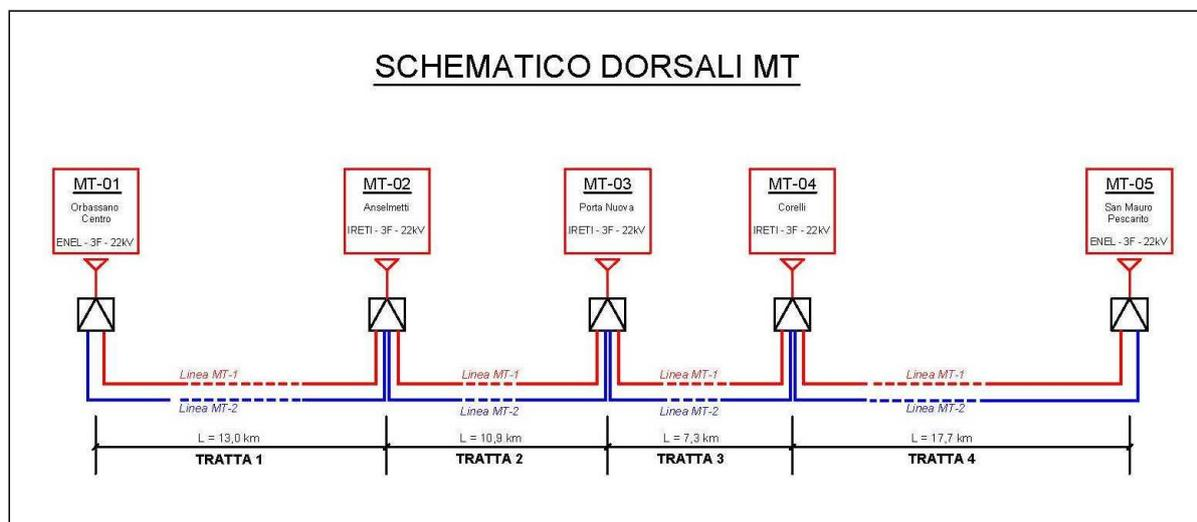 SCHEMATICO DORSALI MT
MT-01
Orbassano
Centro
ENEL - 3F - 22kV
MT-02
Anselmetti
IRETI - 3F - 22kV
MT-03
Porta Nuova
IRETI - 3F - 22kV
MT-04
Corelli
IRETI - 3F - 22kV
MT-05
San Mauro
Pescarito
ENEL - 3F - 22kV
Linea MT-1
Linea MT-1
Linea MT-1
Linea MT-1
Linea MT-2
Linea MT-2
Linea MT-2
Linea MT-2
L = 13,0 km
L = 10,9 km
L = 7,3 km
L = 17,7 km
TRATTA 1
TRATTA 2
TRATTA 3
TRATTA 4